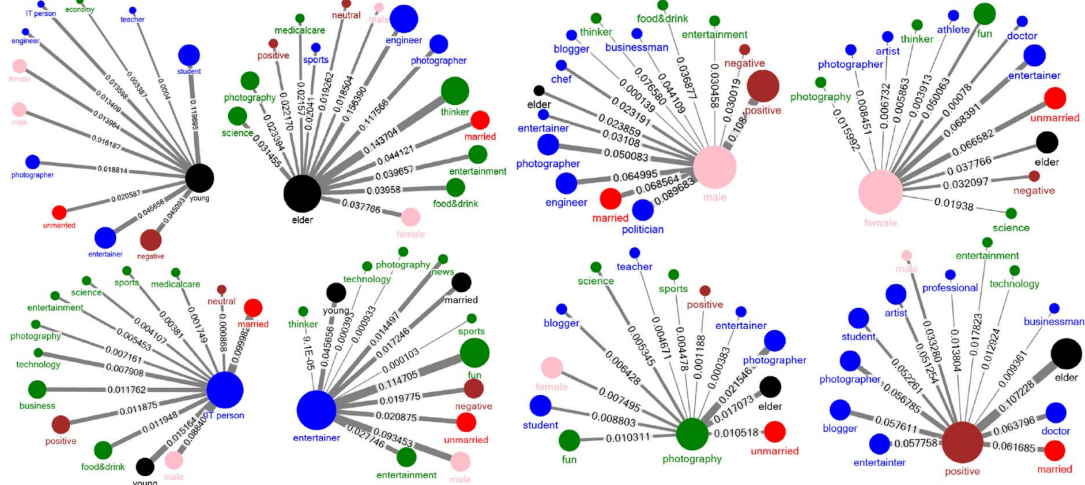 IT person
economy
teacher
engineer
student
female
male
photographer
unmarried
entertainer
negative
young
0.013598
0.003387
0.0004
0.119695
0.013409
0.013964
0.016187
0.018814
0.020587
0.045656
0.045093
neutral
male
medicalcare
engineer
positive
sports
photographer
photography
thinker
science
married
entertainment
food&drink
female
elder
0.031455
0.023394
0.022170
0.02157
0.02041
0.019262
0.018504
0.156390
0.117566
0.143704
0.044121
0.039657
0.03958
0.037766
food&drink
thinker
entertainment
blogger
businessman
negative
chef
positive
elder
entertainer
photographer
engineer
married
politician
male
0.076580
0.000139
0.044109
0.036877
0.030468
0.030019
0.023191
0.023859
0.03108
0.050083
0.064995
0.068564
0.089683
athlete
fun
doctor
thinker
artist
photographer
entertainer
photography
unmarried
elder
negative
science
female
0.015992
0.008451
0.006732
0.005863
0.003913
0.050063
0.00078
0.068391
0.066582
0.037766
0.032097
0.01938
sports
medicalcare
science
neutral
entertainment
married
photography
technology
business
positive
food&drink
young
male
IT person
0.000808
0.099982
0.001749
0.00381
0.004107
0.005453
0.007161
0.007908
0.011762
0.011875
0.011948
0.015164
photography
technology
news
young
married
thinker
sports
fun
negative
unmarried
male
entertainment
entertainer
9.1E-05
0.045656
0.000393
0.000933
0.014497
0.017246
0.000103
0.114705
0.019775
0.020875
0.093453
0.027746
teacher
science
sports
positive
blogger
entertainer
photographer
female
elder
student
fun
unmarried
photography
0.006428
0.005345
0.004671
0.004478
0.001188
0.000383
0.021546
0.017073
0.007495
0.008803
0.010311
0.010518
entertainment
male
professional
technology
artist
businessman
student
elder
photographer
blogger
doctor
entertainter
married
positive
0.033280
0.013804
0.017823
0.012924
0.009361
0.051254
0.052261
0.107228
0.056785
0.057611
0.063796
0.057758
0.061685